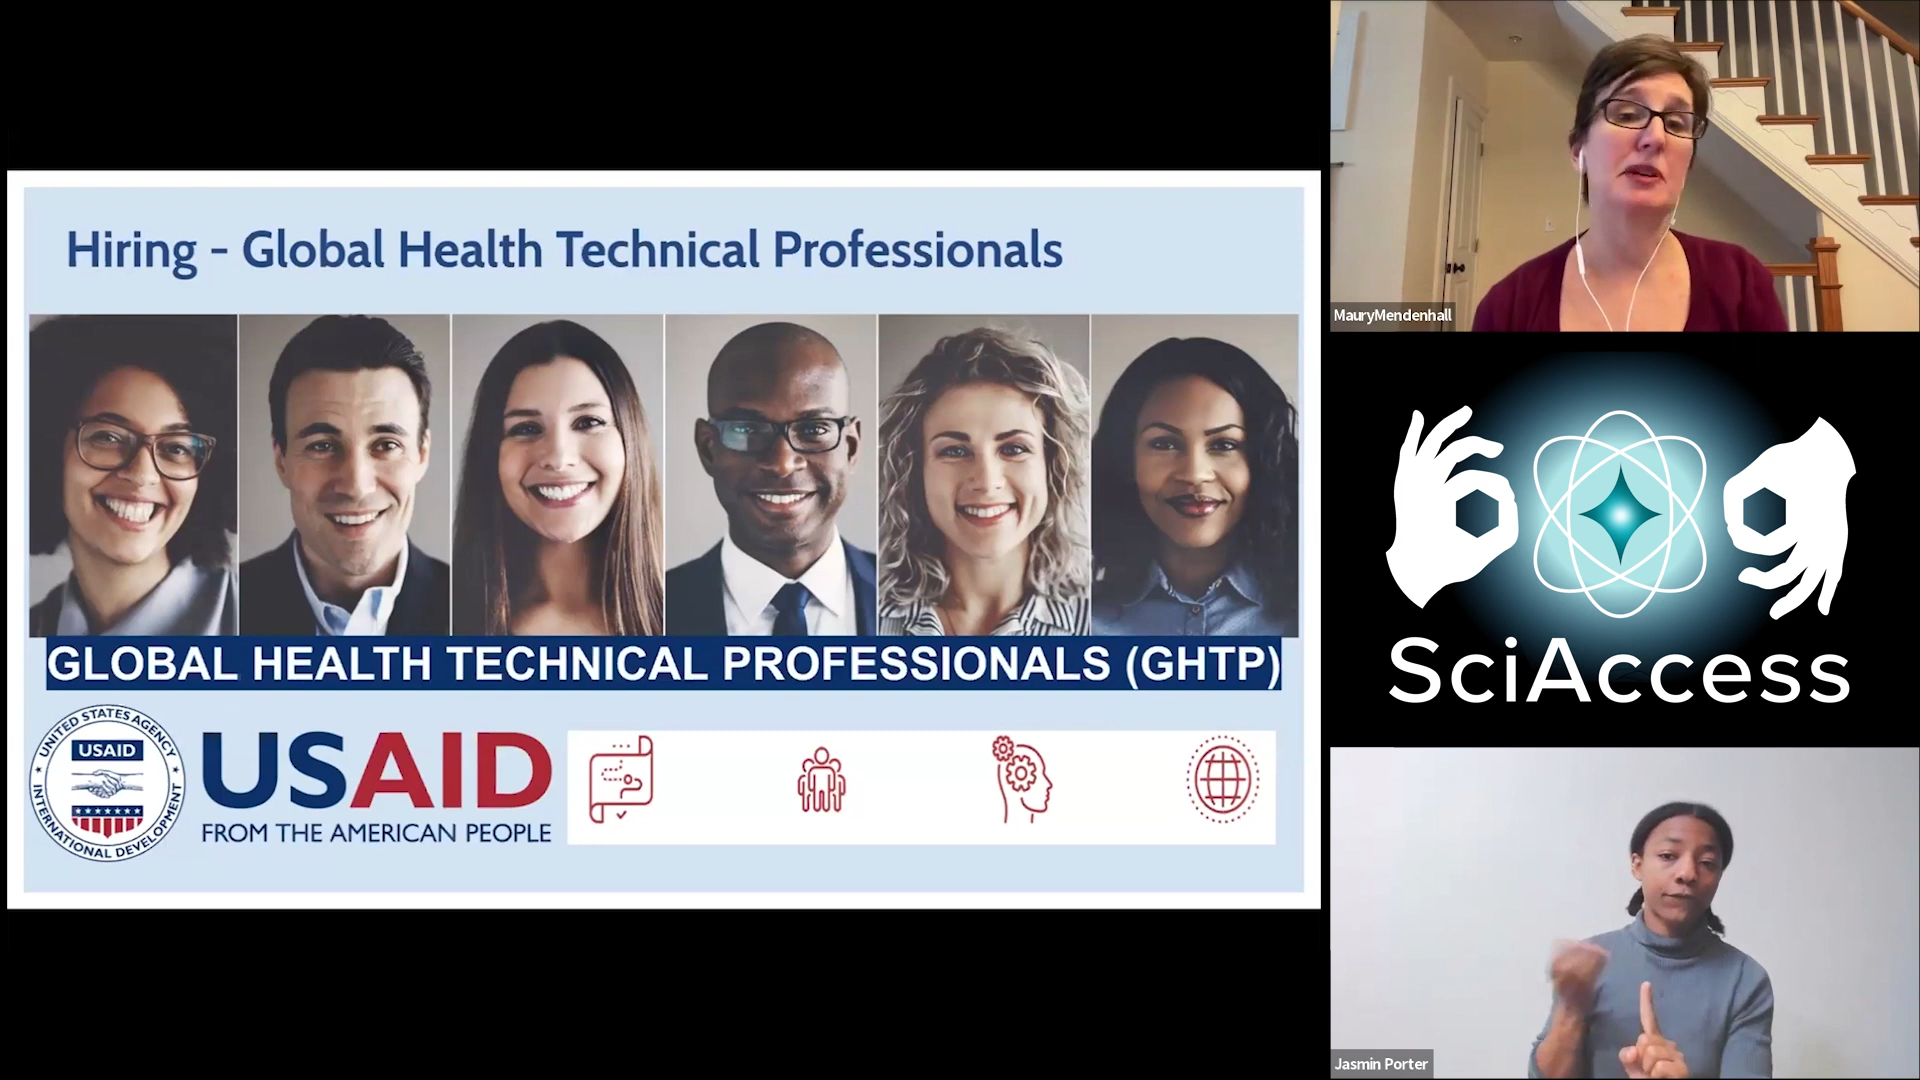 Hiring - Global Health Technical Professionals
GLOBAL HEALTH TECHNICAL PROFESSIONALS (GHTP)
UNITED STATES AGENCY
USAID
INTERNATIONAL DEVELOPMENT
USAID
FROM THE AMERICAN PEOPLE
MauryMendenhall
SciAccess
Jasmin Porter